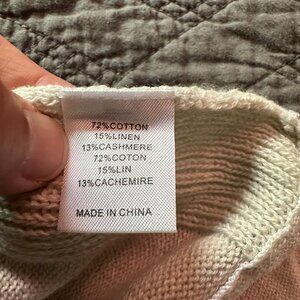 72%COTTON
15%LINEN
13%CASHMERE
72%COTON
15%LIN
13%CACHEMIRE
MADE IN CHINA